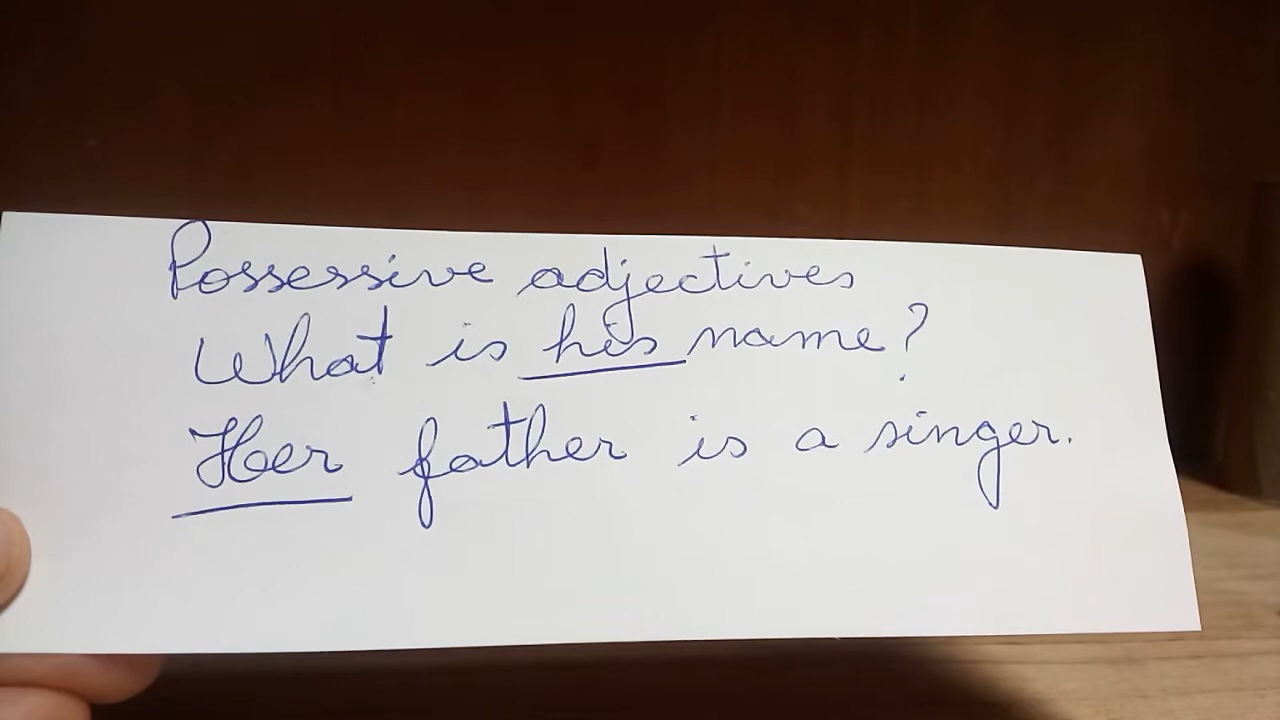 Possessive adjectives
What is his name?
Her father is a singer.